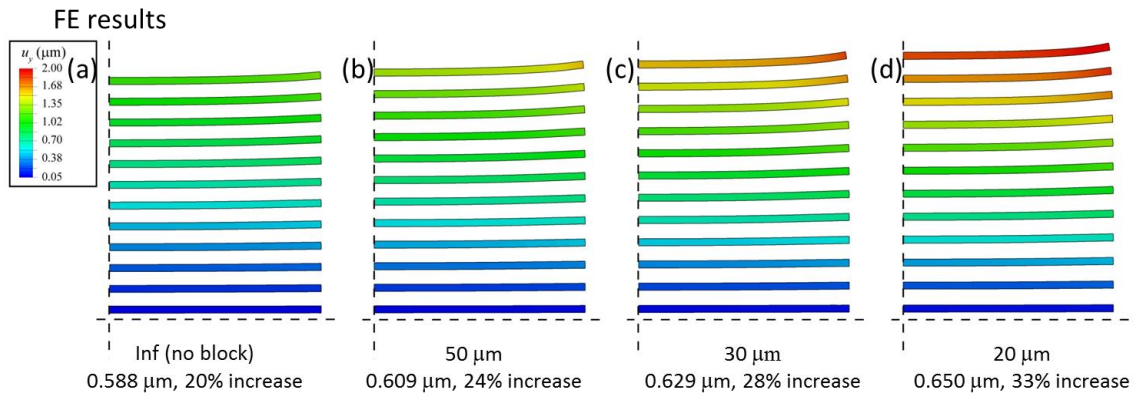 FE results
u_y (μm)
2.00
1.68
1.35
1.02
0.70
0.38
0.05
(a)
(b)
(c)
(d)
Inf (no block)
0.588 μm, 20% increase
50 μm
0.609 μm, 24% increase
30 μm
0.629 μm, 28% increase
20 μm
0.650 μm, 33% increase